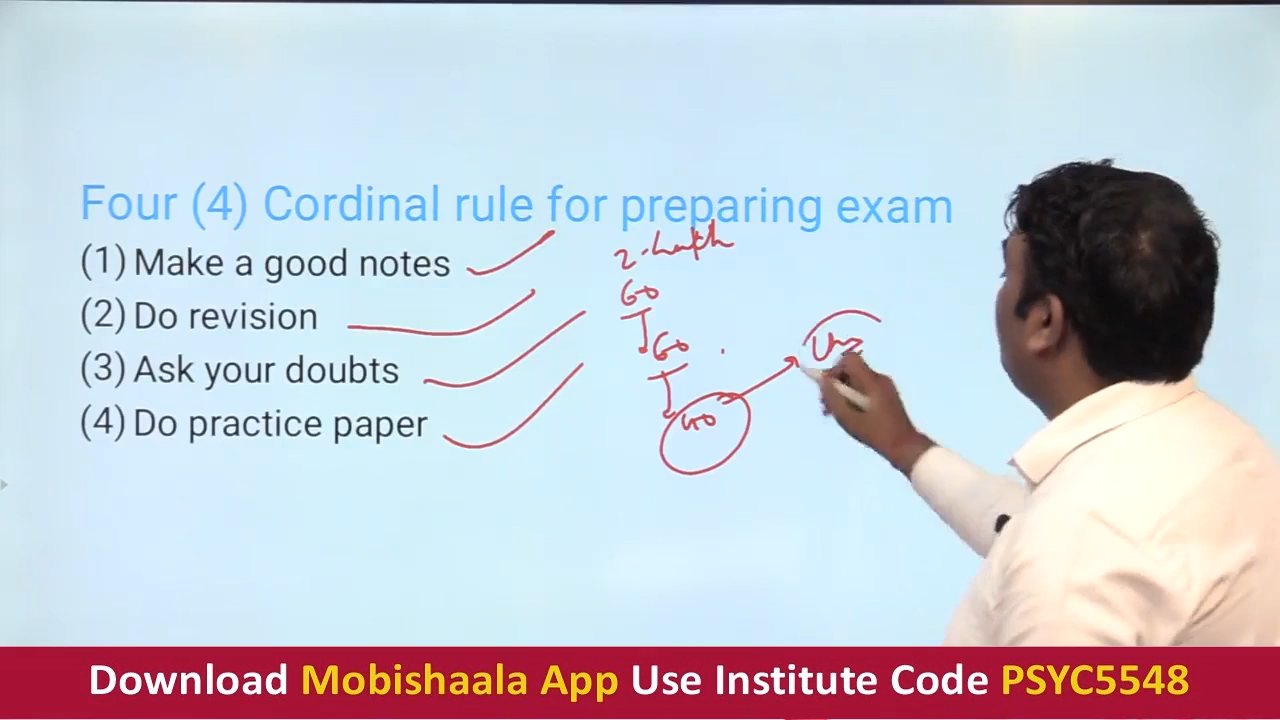 Four (4) Cordinal rule for preparing exam
(1) Make a good notes
(2) Do revision
(3) Ask your doubts
(4) Do practice paper
60
60
40
Download Mobishaala App Use Institute Code PSYC5548